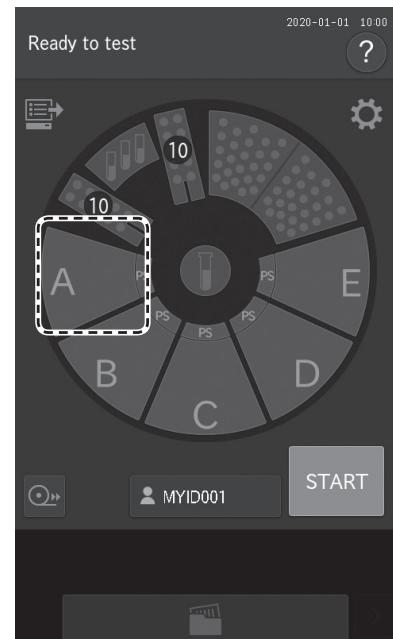 2020-01-01 10:00
Ready to test
?
10
10
A
PS
PS
E
PS
PS
PS
B
D
C
MYID001
START